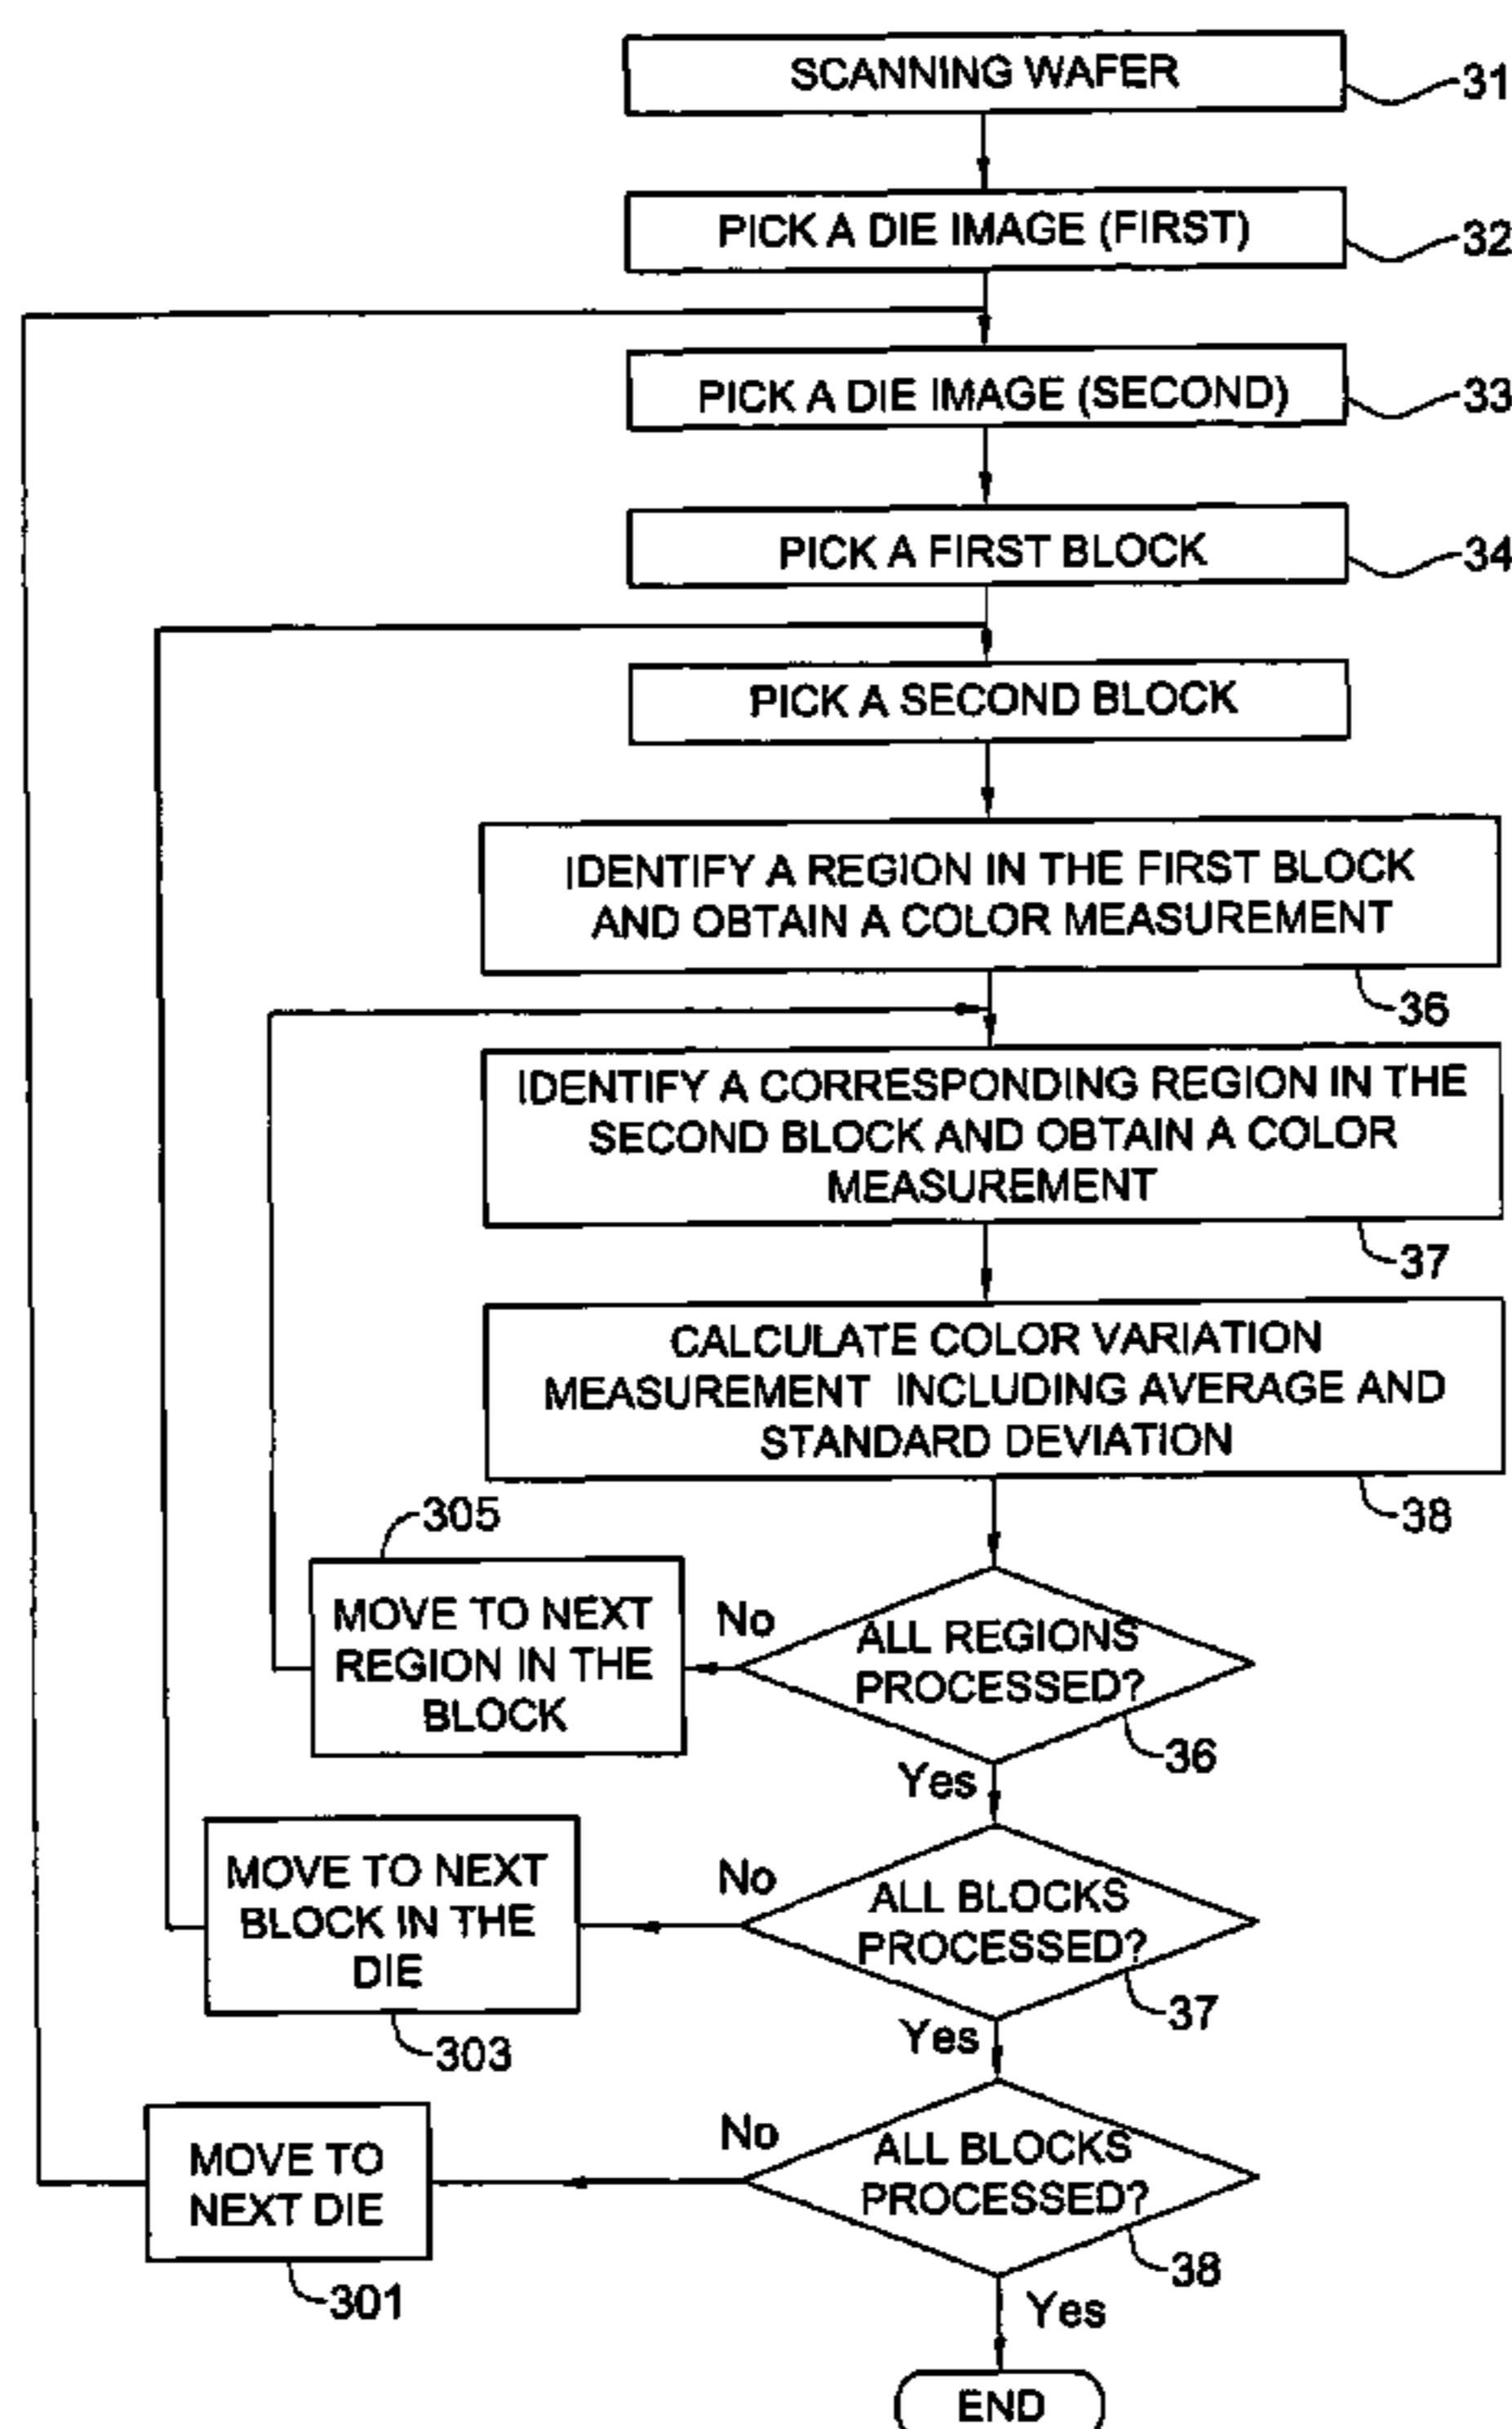 SCANNING WAFER
31
PICK A DIE IMAGE (FIRST)
32
PICK A DIE IMAGE (SECOND)
33
PICK A FIRST BLOCK
34
PICK A SECOND BLOCK
IDENTIFY A REGION IN THE FIRST BLOCK
AND OBTAIN A COLOR MEASUREMENT
36
IDENTIFY A CORRESPONDING REGION IN THE
SECOND BLOCK AND OBTAIN A COLOR
MEASUREMENT
37
CALCULATE COLOR VARIATION
MEASUREMENT INCLUDING AVERAGE AND
STANDARD DEVIATION
38
305
MOVE TO NEXT
REGION IN THE
BLOCK
No
ALL REGIONS
PROCESSED?
36
Yes
MOVE TO NEXT
BLOCK IN THE
DIE
303
No
ALL BLOCKS
PROCESSED?
37
Yes
MOVE TO
NEXT DIE
301
No
ALL BLOCKS
PROCESSED?
38
Yes
END